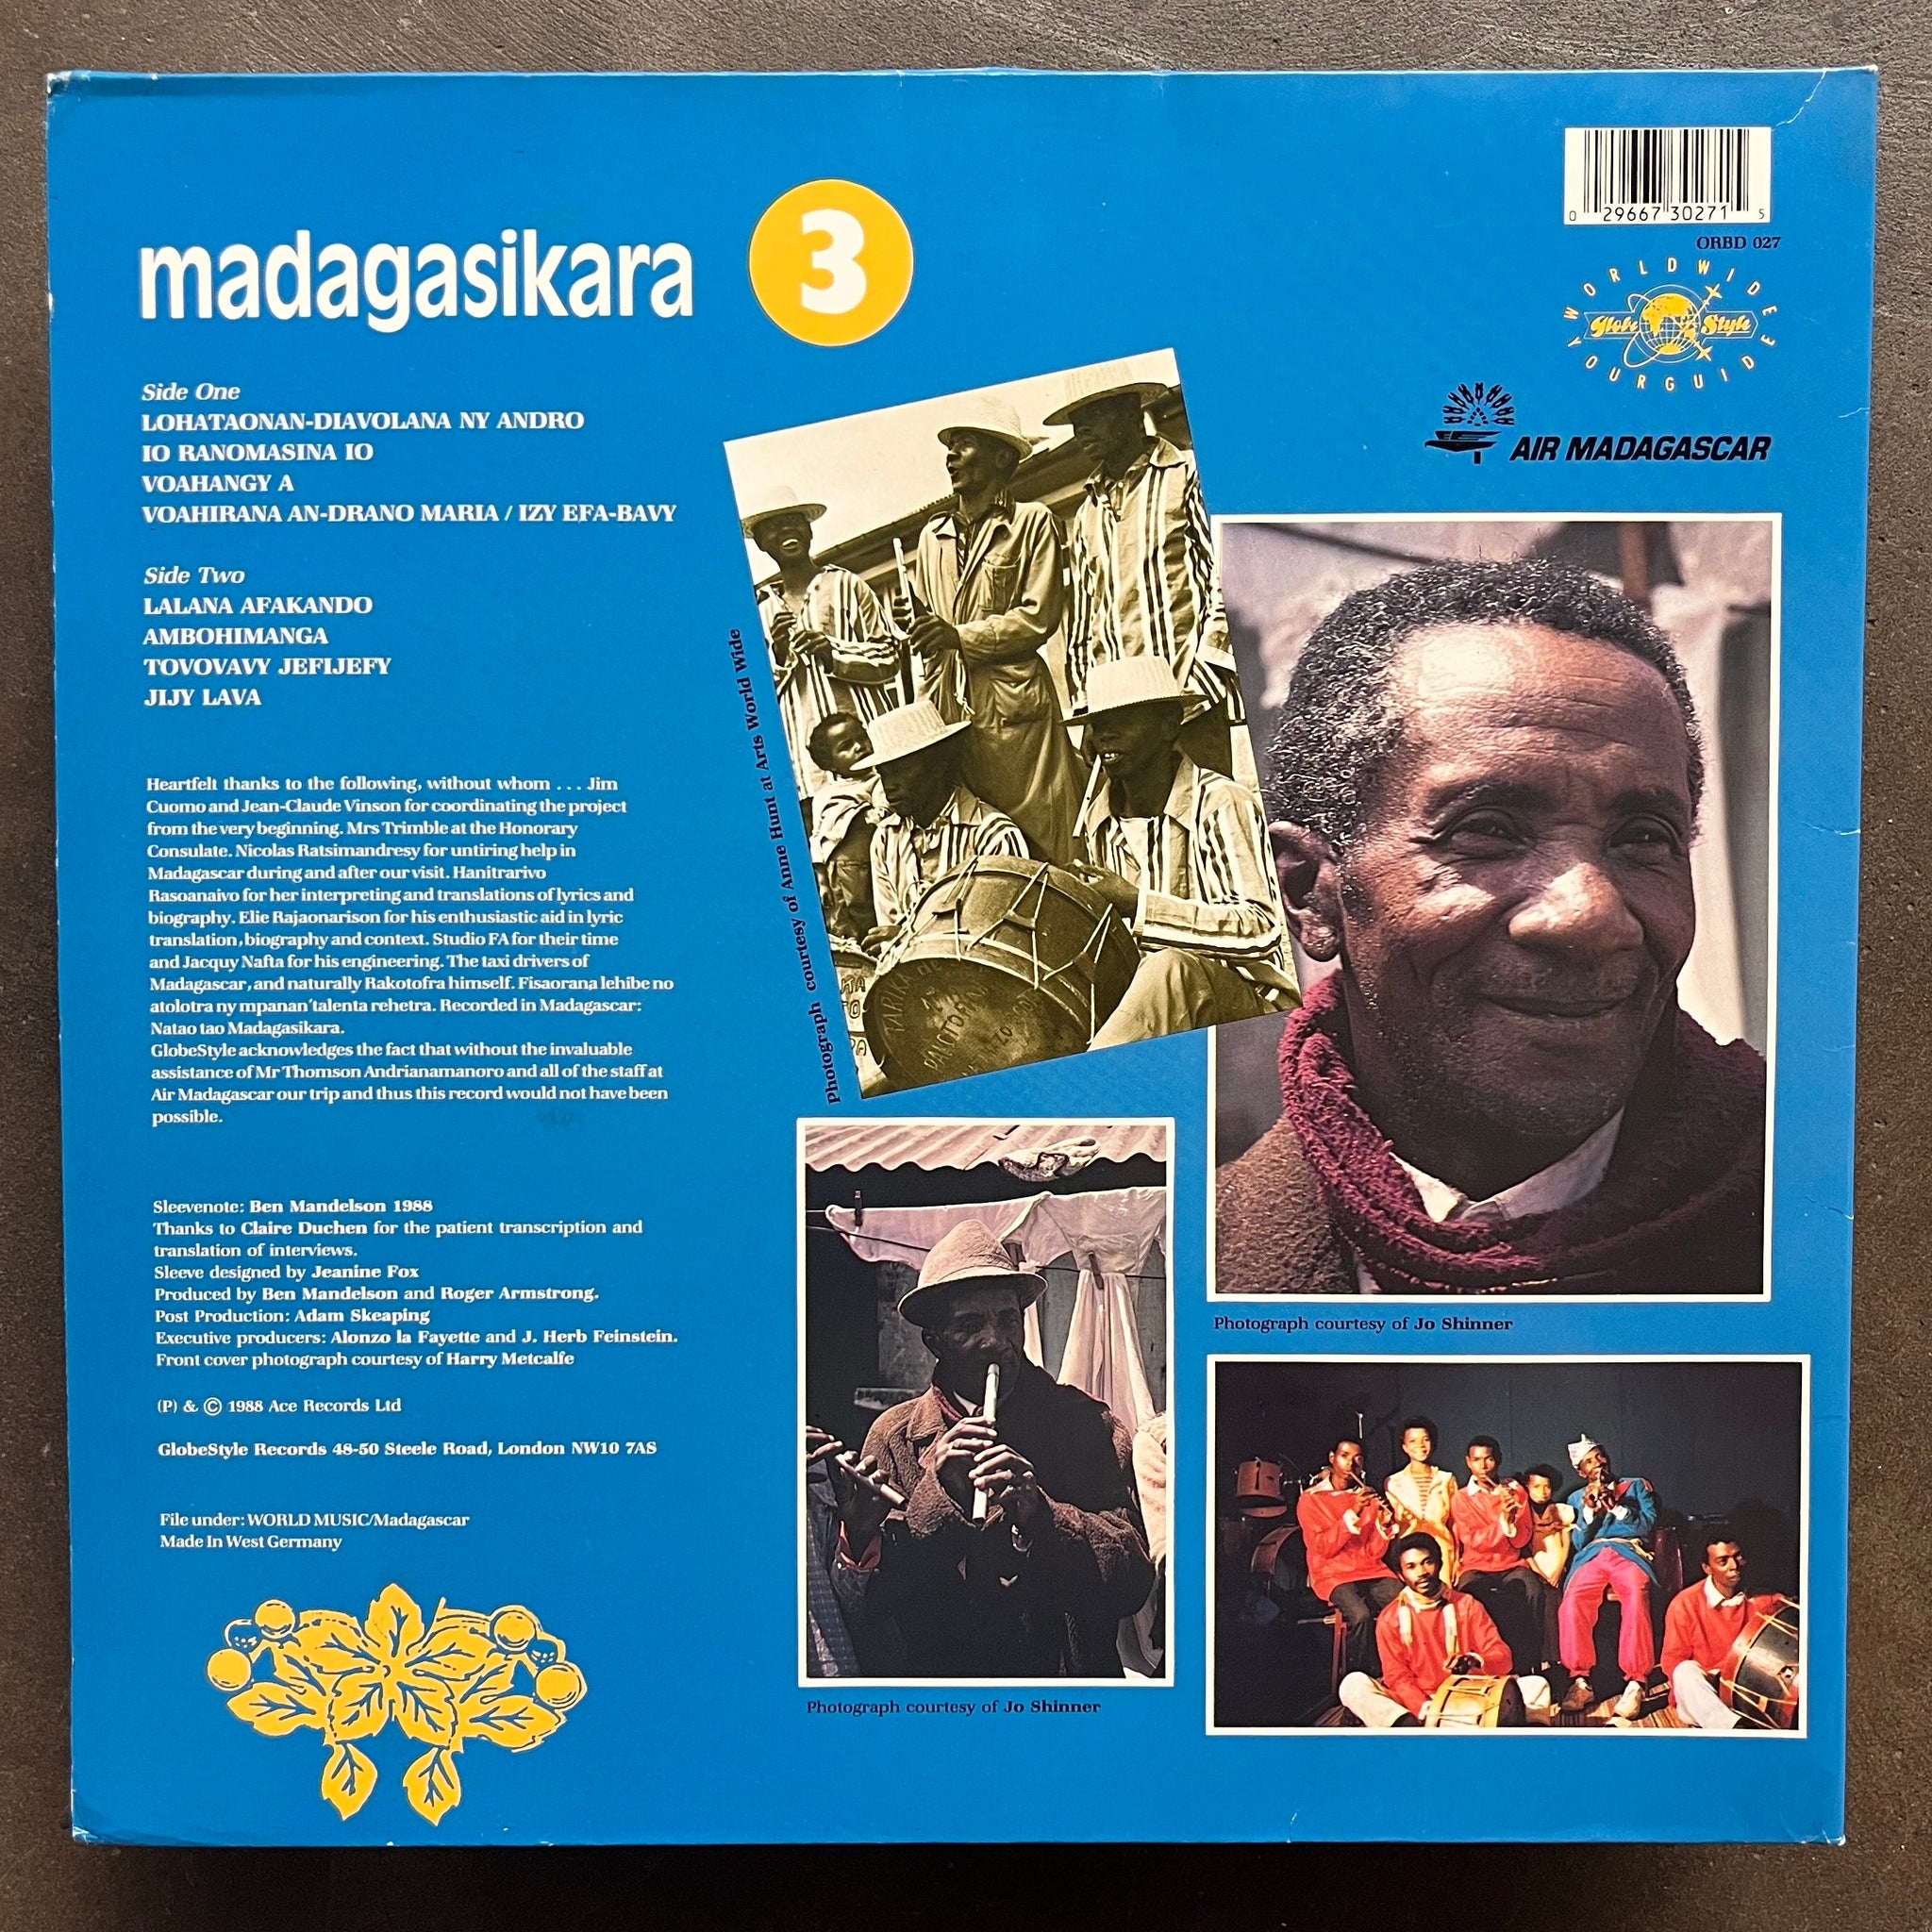 madagasikara 3
Side One
LOHATAONAN-DIAVOLANA NY ANDRO
IO RANOMASINA IO
VOAHANGY A
VOAHIRANA AN-DRANO MARIA / IZY EFA-BAVY
Side Two
LALANA AFAKANDO
AMBOHIMANGA
TOVOVAVY JEFIJEFY
JIJY LAVA
Heartfelt thanks to the following, without whom . . . Jim
Cuomo and Jean-Claude Vinson for coordinating the project
from the very beginning. Mrs Trimble at the Honorary
Consulate. Nicolas Ratsimandresy for untiring help in
Madagascar during and after our visit. Hanitrarivo
Rasoanaivo for her interpreting and translations of lyrics and
biography. Elie Rajaonarison for his enthusiastic aid in lyric
translation, biography and context. Studio FA for their time
and Jacquy Nafta for his engineering. The taxi drivers of
Madagascar, and naturally Rakotofra himself. Fisaorana lehibe no
atolotra ny mpanan'talenta rehetra. Recorded in Madagascar:
Natao tao Madagasikara.
GlobeStyle acknowledges the fact that without the invaluable
assistance of Mr Thomson Andrianamanoro and all of the staff at
Air Madagascar our trip and thus this record would not have been
possible.
Sleevenote: Ben Mandelson 1988
Thanks to Claire Duchen for the patient transcription and
translation of interviews.
Sleeve designed by Jeanine Fox
Produced by Ben Mandelson and Roger Armstrong.
Post Production: Adam Skeaping
Executive producers: Alonzo la Fayette and J. Herb Feinstein.
Front cover photograph courtesy of Harry Metcalfe
(P) & © 1988 Ace Records Ltd
GlobeStyle Records 48-50 Steele Road, London NW10 7AS
File under: WORLD MUSIC/Madagascar
Made In West Germany
0 29667 30271 5
ORBD 027
WORLDWIDE
Globe Style
YOUR GUIDE
AIR MADAGASCAR
Photograph courtesy of Anne Hunt at Arts World Wide
Photograph courtesy of Jo Shinner
Photograph courtesy of Jo Shinner